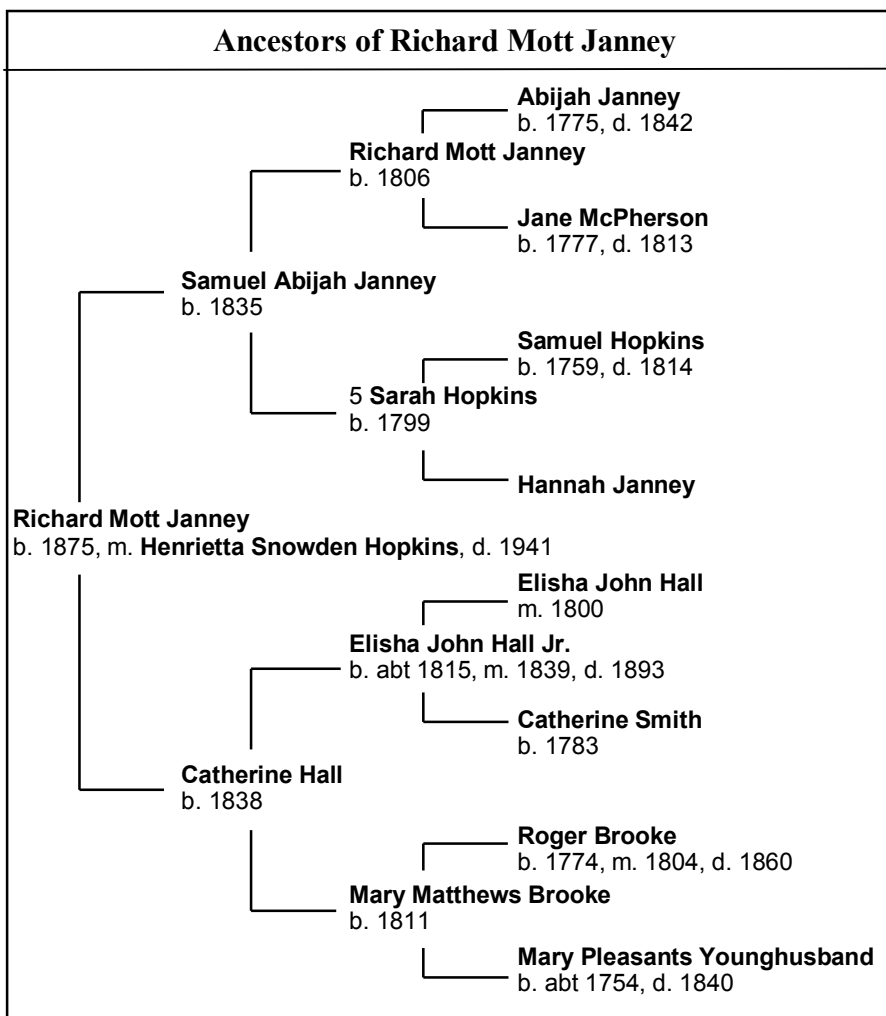 Ancestors of Richard Mott Janney
Abijah Janney
b. 1775, d. 1842
Richard Mott Janney
b. 1806
Jane McPherson
b. 1777, d. 1813
Samuel Abijah Janney
b. 1835
Samuel Hopkins
b. 1759, d. 1814
5 Sarah Hopkins
b. 1799
Hannah Janney
Richard Mott Janney
b. 1875, m. Henrietta Snowden Hopkins, d. 1941
Elisha John Hall
m. 1800
Elisha John Hall Jr.
b. abt 1815, m. 1839, d. 1893
Catherine Smith
b. 1783
Catherine Hall
b. 1838
Roger Brooke
b. 1774, m. 1804, d. 1860
Mary Matthews Brooke
b. 1811
Mary Pleasants Younghusband
b. abt 1754, d. 1840